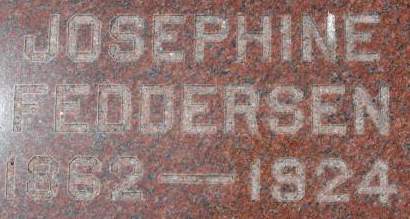 JOSEPHINE
FEDDERSEN
1862 — 1924